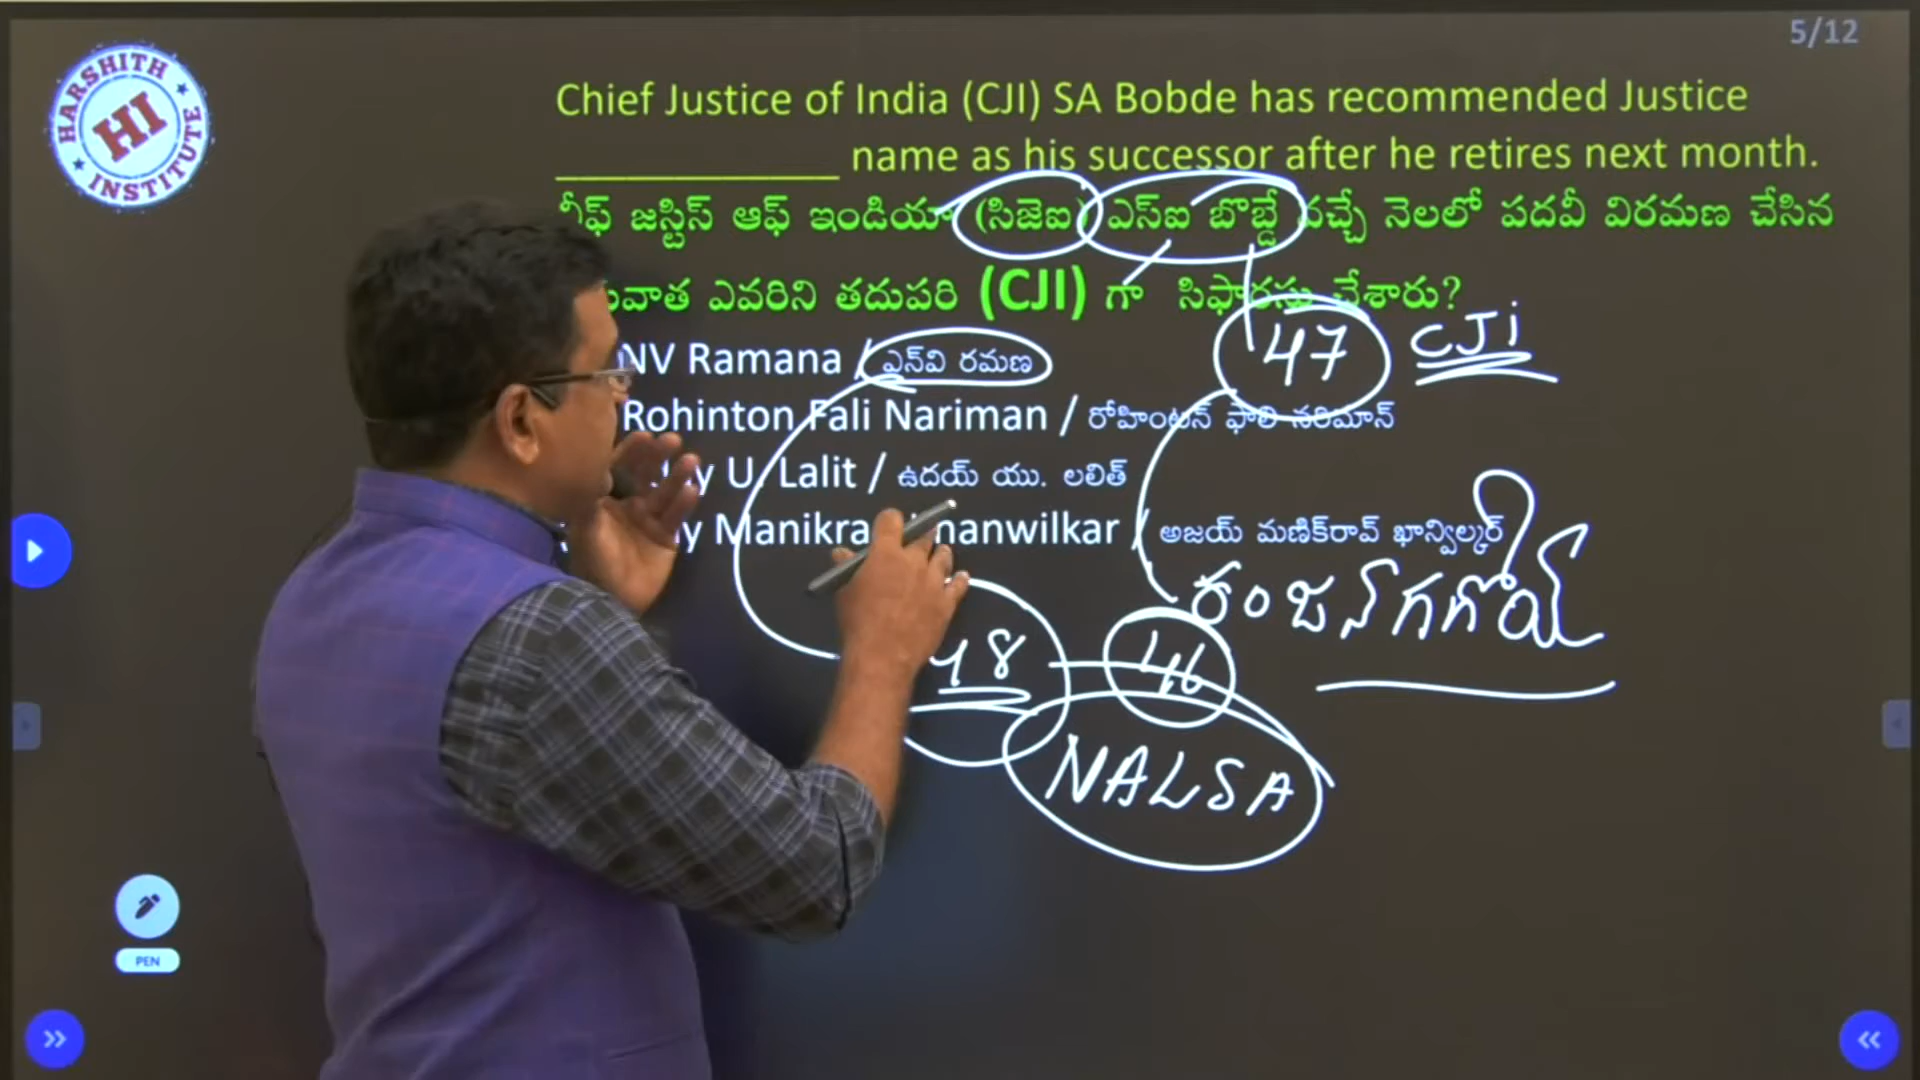 5/12
HARSHITH
HI
INSTITUTE
Chief Justice of India (CJI) SA Bobde has recommended Justice
____________ name as his successor after he retires next month.
జస్టిస్ ఆఫ్ ఇండియా (సిజెఐ) ఎస్ఐ బొబ్డే వచ్చే నెలలో పదవీ విరమణ చేసిన
ఎవరిని తదుపరి (CJI) గా సిఫారసు చేశారు?
NV Ramana / ఎన్‌వి రమణ
47 CJi
Rohinton Fali Nariman / రోహింటన్ ఫాలి నరిమాన్
U. Lalit / ఉదయ్ యు. లలిత్
/ అజయ్ మణిక్‌రావ్ ఖాన్విల్కర్
రంజన్ గగోయ్
48 46
NALSA
PEN